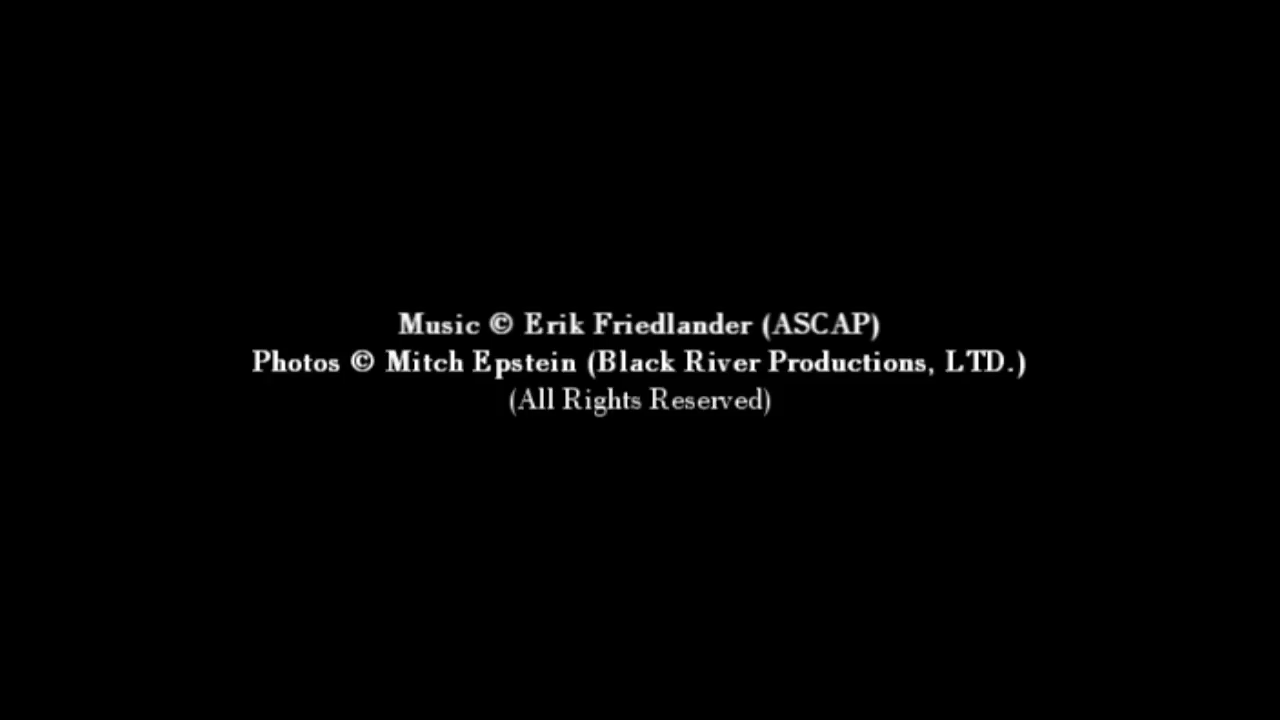 Music © Erik Friedlander (ASCAP)
Photos © Mitch Epstein (Black River Productions, LTD.)
(All Rights Reserved)